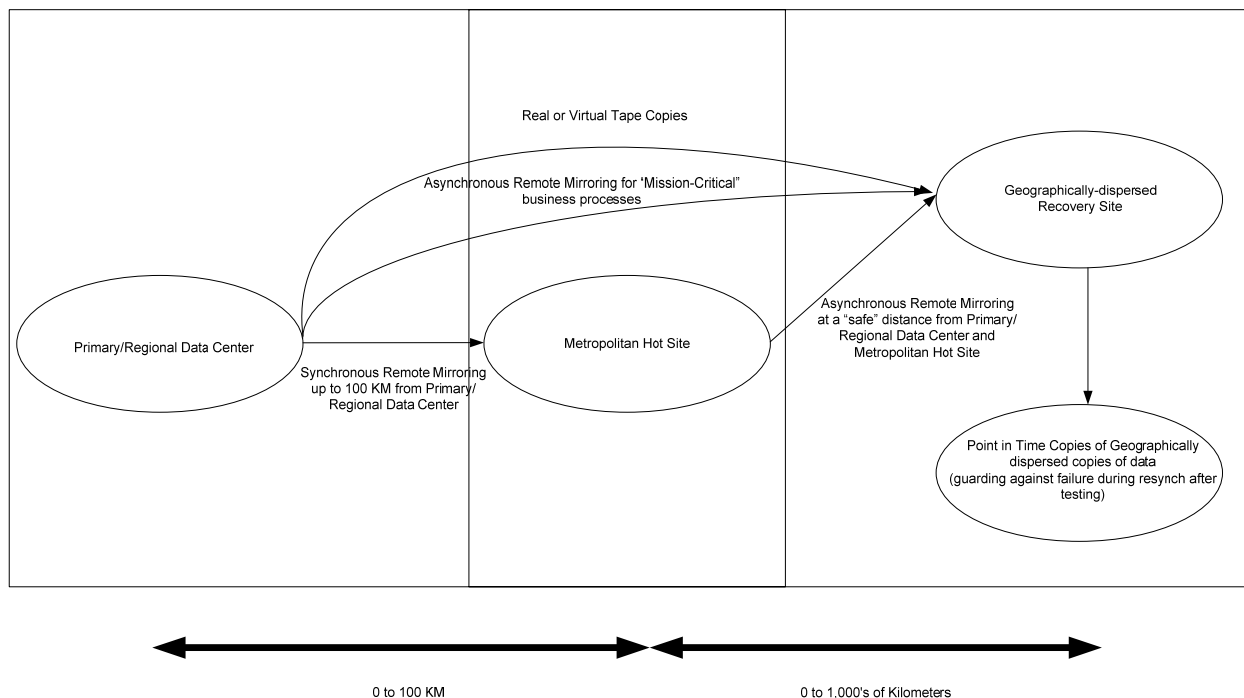 Real or Virtual Tape Copies
Asynchronous Remote Mirroring for "Mission-Critical"
business processes
Geographically-dispersed
Recovery Site
Primary/Regional Data Center
Metropolitan Hot Site
Asynchronous Remote Mirroring
at a "safe" distance from Primary/
Regional Data Center and
Metropolitan Hot Site
Synchronous Remote Mirroring
up to 100 KM from Primary/
Regional Data Center
Point in Time Copies of Geographically
dispersed copies of data
(guarding against failure during resynch after
testing)
0 to 100 KM
0 to 1,000's of Kilometers